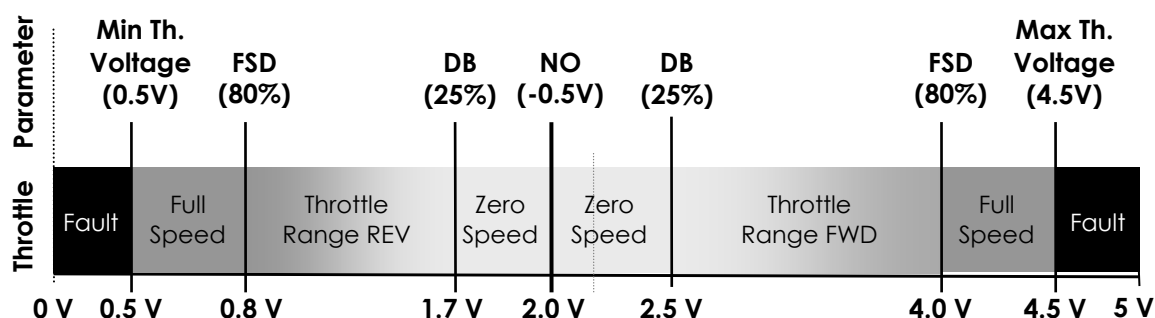 Parameter
Min Th.
Voltage
(0.5V)
FSD
(80%)
DB
(25%)
NO
(-0.5V)
DB
(25%)
FSD
(80%)
Max Th.
Voltage
(4.5V)
Throttle
Fault
Full
Speed
Throttle
Range REV
Zero
Speed
Zero
Speed
Throttle
Range FWD
Full
Speed
Fault
0 V
0.5 V
0.8 V
1.7 V
2.0 V
2.5 V
4.0 V
4.5 V
5 V